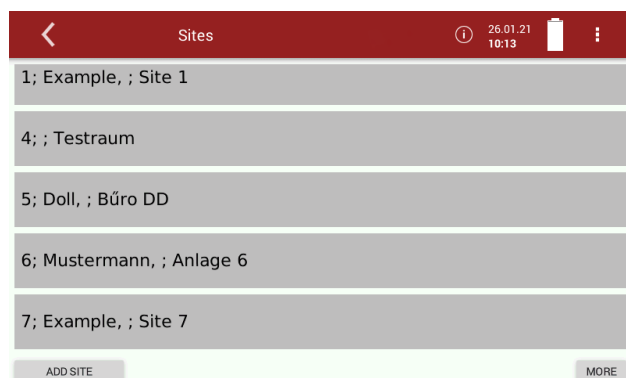 Sites
26.01.21
10:13
1; Example, ; Site 1
4; ; Testraum
5; Doll, ; Bűro DD
6; Mustermann, ; Anlage 6
7; Example, ; Site 7
ADD SITE MORE